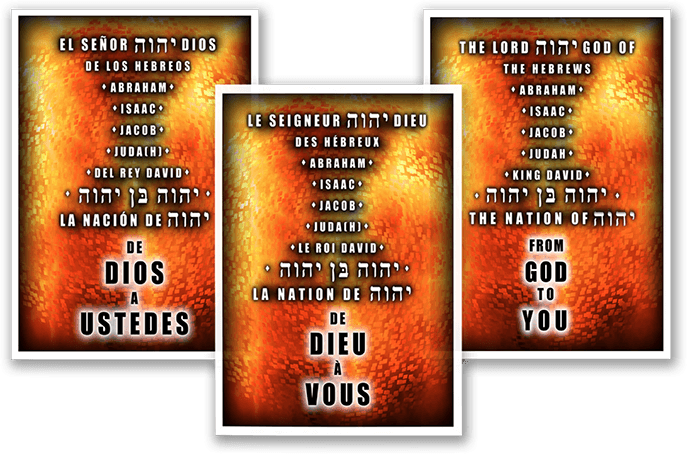 EL SEÑOR יהוה DIOS
DE LOS HEBREOS
• ABRAHAM •
• ISAAC •
• JACOB •
• JUDA(H) •
• DEL REY DAVID •
• יהוה בן יהוה •
LA NACIÓN DE יהוה
DE
DIOS
A
USTEDES
LE SEIGNEUR יהוה DIEU
DES HÉBREUX
• ABRAHAM •
• ISAAC •
• JACOB •
• JUDA(H) •
• LE ROI DAVID •
• יהוה בן יהוה •
LA NATION DE יהוה
DE
DIEU
À
VOUS
THE LORD יהוה GOD OF
THE HEBREWS
• ABRAHAM •
• ISAAC •
• JACOB •
• JUDAH •
• KING DAVID •
• יהוה בן יהוה •
THE NATION OF יהוה
FROM
GOD
TO
YOU